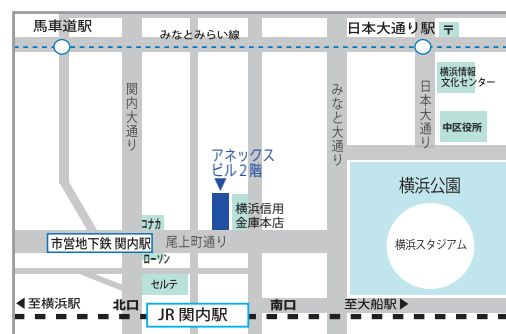 馬車道駅
みなとみらい線
日本大通り駅
〒
横浜情報
文化センター
関内大通り
みなと大通り
日本大通り
中区役所
アネックス
ビル2階
▼
横浜公園
コナカ
横浜信用
金庫本店
市営地下鉄 関内駅
尾上町通り
横浜スタジアム
ローソン
セルテ
◀至横浜駅
北口
JR 関内駅
南口
至大船駅▶